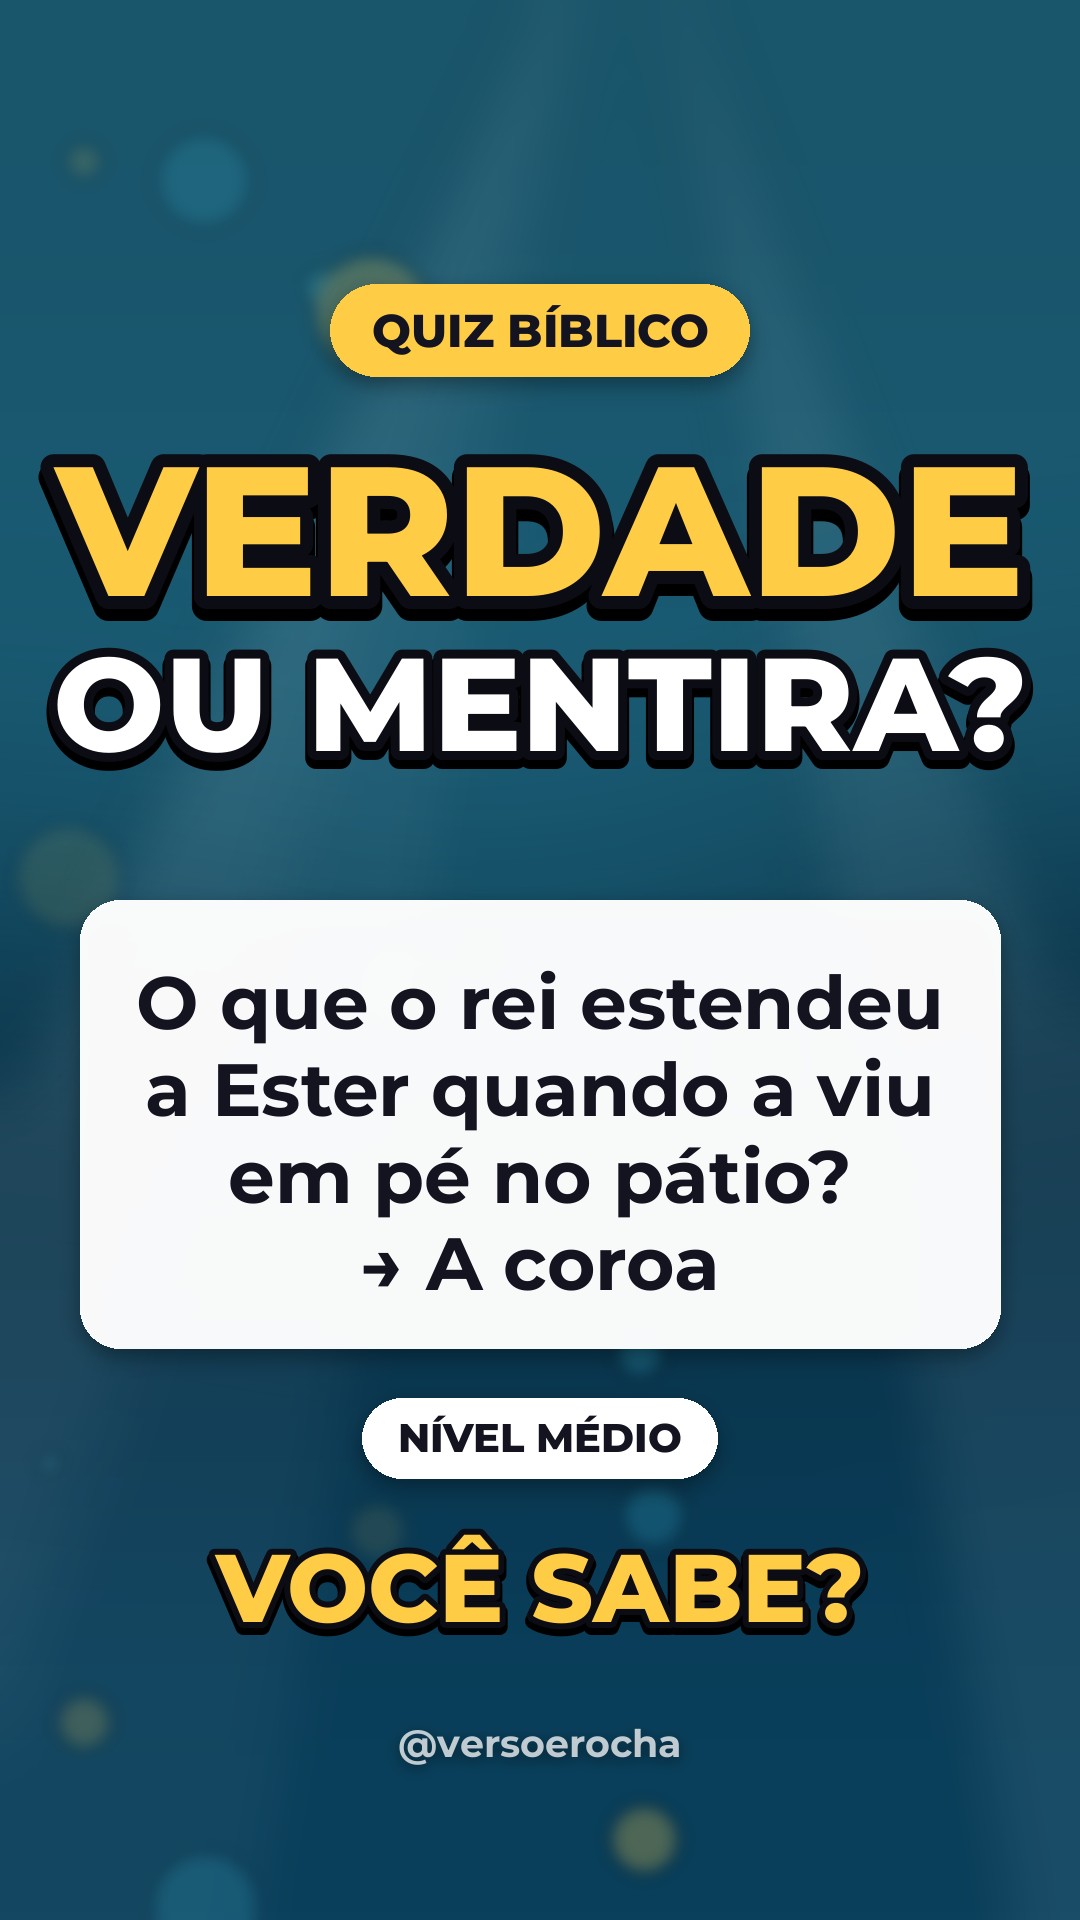 QUIZ BÍBLICO
VERDADE
OU MENTIRA?
O que o rei estendeu
a Ester quando a viu
em pé no pátio?
→ A coroa
NÍVEL MÉDIO
VOCÊ SABE?
@versoerocha